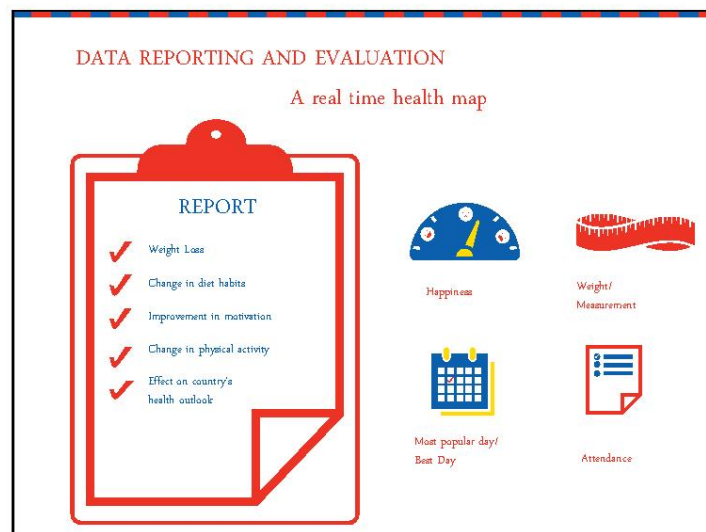 DATA REPORTING AND EVALUATION
A real time health map
REPORT
Weight Loss
Change in diet habits
Improvement in motivation
Change in physical activity
Effect on country's
health outlook
Happiness
Weight/
Measurement
Most popular day/
Best Day
Attendance